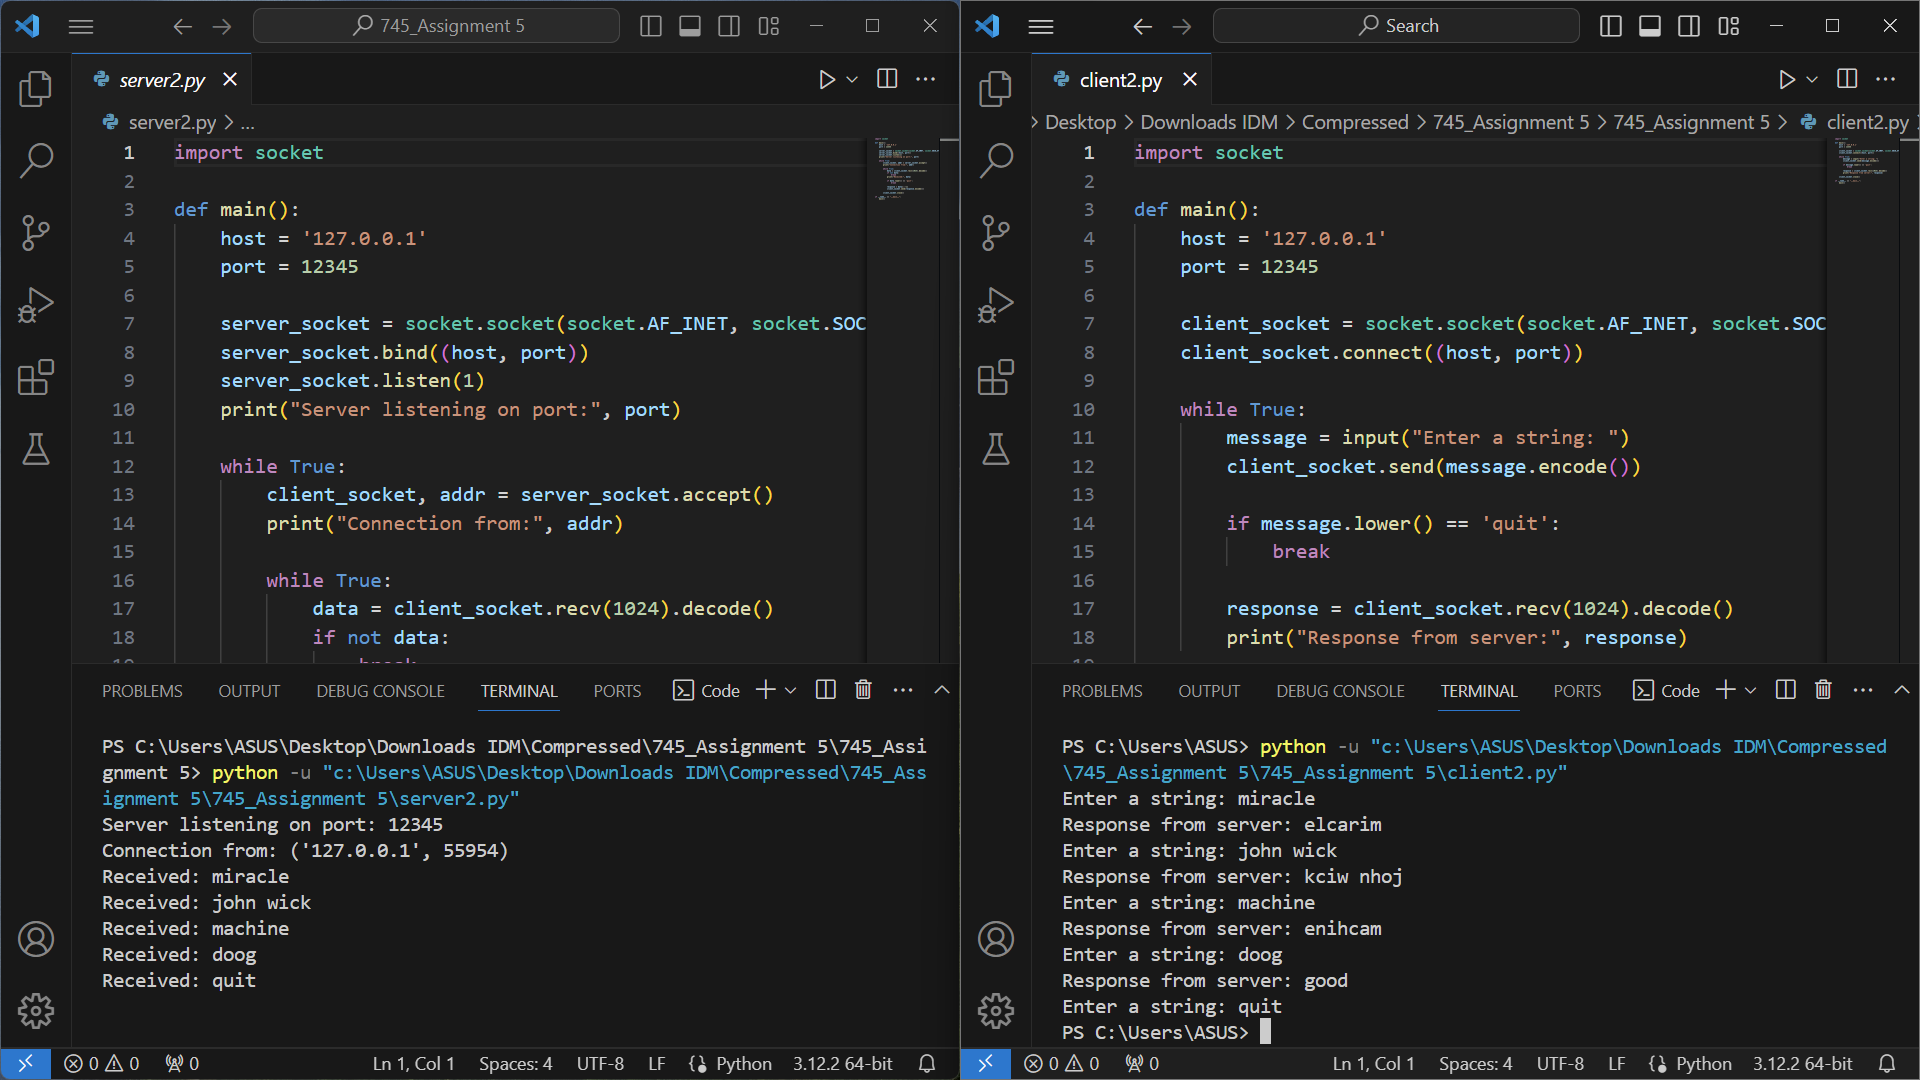 745_Assignment 5
server2.py
server2.py > ...
1 import socket
2
3 def main():
4 host = '127.0.0.1'
5 port = 12345
6
7 server_socket = socket.socket(socket.AF_INET, socket.SOC
8 server_socket.bind((host, port))
9 server_socket.listen(1)
10 print("Server listening on port:", port)
11
12 while True:
13 client_socket, addr = server_socket.accept()
14 print("Connection from:", addr)
15
16 while True:
17 data = client_socket.recv(1024).decode()
18 if not data:
PROBLEMS OUTPUT DEBUG CONSOLE TERMINAL PORTS Code
PS C:\Users\ASUS\Desktop\Downloads IDM\Compressed\745_Assignment 5\745_Assi
gnment 5> python -u "c:\Users\ASUS\Desktop\Downloads IDM\Compressed\745_Ass
ignment 5\745_Assignment 5\server2.py"
Server listening on port: 12345
Connection from: ('127.0.0.1', 55954)
Received: miracle
Received: john wick
Received: machine
Received: doog
Received: quit
0 0 0 Ln 1, Col 1 Spaces: 4 UTF-8 LF Python 3.12.2 64-bit
Search
client2.py
> Desktop > Downloads IDM > Compressed > 745_Assignment 5 > 745_Assignment 5 > client2.py
1 import socket
2
3 def main():
4 host = '127.0.0.1'
5 port = 12345
6
7 client_socket = socket.socket(socket.AF_INET, socket.SOC
8 client_socket.connect((host, port))
9
10 while True:
11 message = input("Enter a string: ")
12 client_socket.send(message.encode())
13
14 if message.lower() == 'quit':
15 break
16
17 response = client_socket.recv(1024).decode()
18 print("Response from server:", response)
PROBLEMS OUTPUT DEBUG CONSOLE TERMINAL PORTS Code
PS C:\Users\ASUS> python -u "c:\Users\ASUS\Desktop\Downloads IDM\Compressed
\745_Assignment 5\745_Assignment 5\client2.py"
Enter a string: miracle
Response from server: elcarim
Enter a string: john wick
Response from server: kciw nhoj
Enter a string: machine
Response from server: enihcam
Enter a string: doog
Response from server: good
Enter a string: quit
PS C:\Users\ASUS>
0 0 0 Ln 1, Col 1 Spaces: 4 UTF-8 LF Python 3.12.2 64-bit